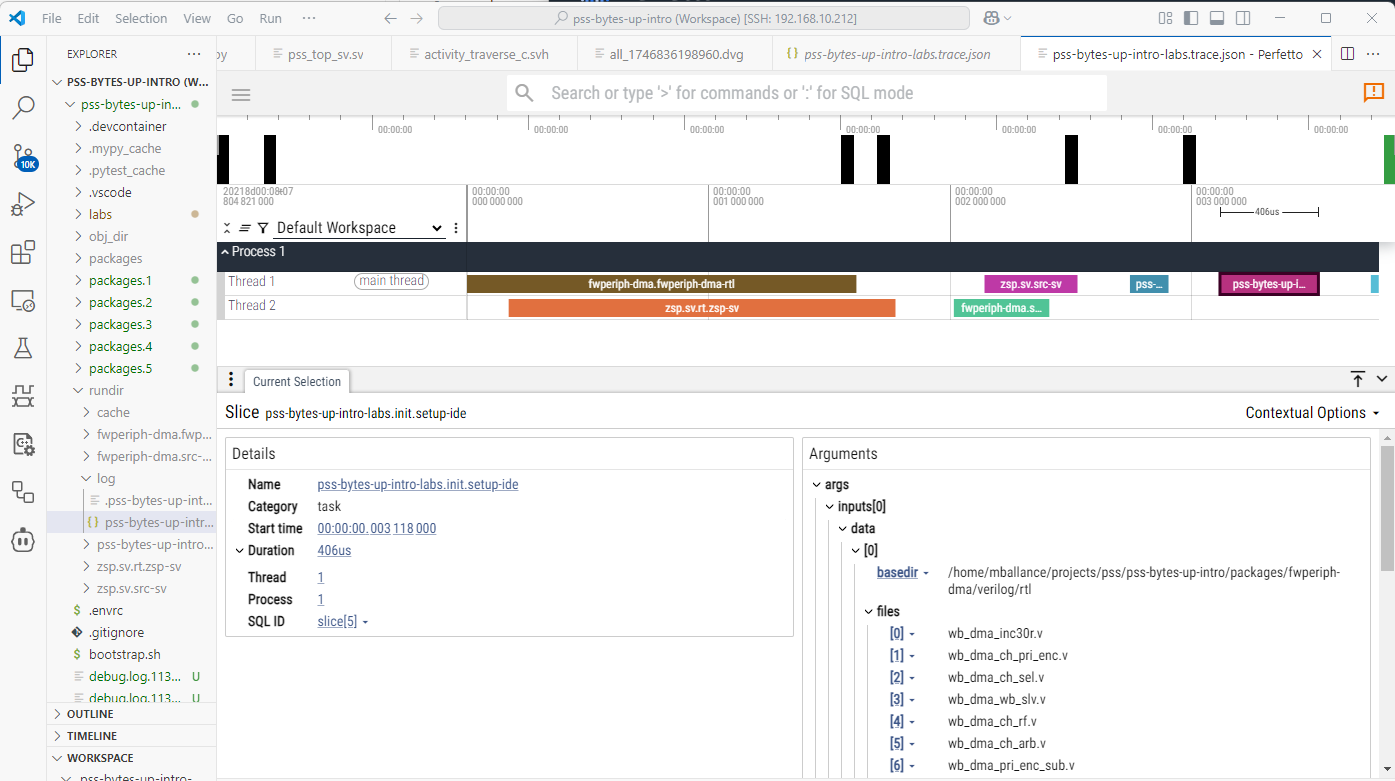 File Edit Selection View Go Run ··· pss-bytes-up-intro (Workspace) [SSH: 192.168.10.212]
EXPLORER ···
py pss_top_sv.sv activity_traverse_c.svh all_1746836198960.dvg {} pss-bytes-up-intro-labs.trace.json pss-bytes-up-intro-labs.trace.json - Perfetto ···
PSS-BYTES-UP-INTRO (W...
pss-bytes-up-in...
.devcontainer
.mypy_cache
.pytest_cache
.vscode
labs
obj_dir
packages
packages.1
packages.2
packages.3
packages.4
packages.5
rundir
cache
fwperiph-dma.fwp...
fwperiph-dma.src-...
log
.pss-bytes-up-int...
{} pss-bytes-up-intr...
pss-bytes-up-intro...
zsp.sv.rt.zsp-sv
zsp.sv.src-sv
$ .envrc
.gitignore
$ bootstrap.sh
debug.log.113... U
debug.log.113... U
OUTLINE
TIMELINE
WORKSPACE
pss-bytes-up-intro-
10K
Search or type '>' for commands or ':' for SQL mode
00:00:00 00:00:00 00:00:00 00:00:00 00:00:00 00:00:00 00:00:00
20218d00:08+07 00:00:00 00:00:00 00:00:00 00:00:00
804 821 000 000 000 000 001 000 000 002 000 000 003 000 000
406us
Default Workspace
Process 1
Thread 1 main thread fwperiph-dma.fwperiph-dma-rtl zsp.sv.src-sv pss-... pss-bytes-up-i...
Thread 2 zsp.sv.rt.zsp-sv fwperiph-dma.s...
Current Selection
Slice pss-bytes-up-intro-labs.init.setup-ide Contextual Options
Details
Name pss-bytes-up-intro-labs.init.setup-ide
Category task
Start time 00:00:00.003 118 000
Duration 406us
Thread 1
Process 1
SQL ID slice[5]
Arguments
args
inputs[0]
data
[0]
basedir /home/mballance/projects/pss/pss-bytes-up-intro/packages/fwperiph-
dma/verilog/rtl
files
[0] wb_dma_inc30r.v
[1] wb_dma_ch_pri_enc.v
[2] wb_dma_ch_sel.v
[3] wb_dma_wb_slv.v
[4] wb_dma_ch_rf.v
[5] wb_dma_ch_arb.v
[6] wb_dma_pri_enc_sub.v